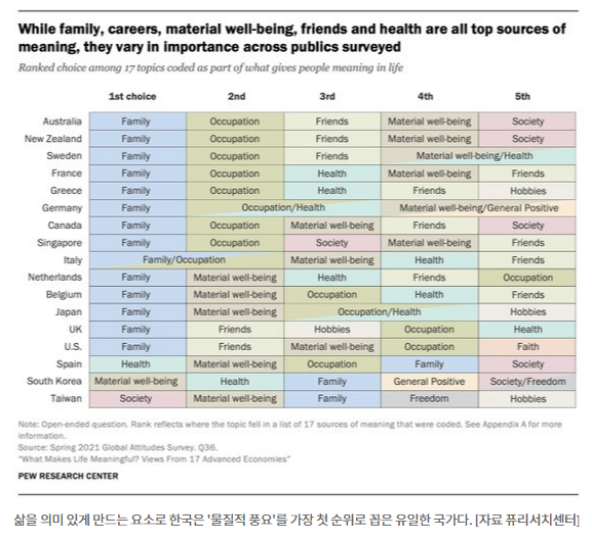 While family, careers, material well-being, friends and health are all top sources of
meaning, they vary in importance across publics surveyed
Ranked choice among 17 topics coded as part of what gives people meaning in life
1st choice 2nd 3rd 4th 5th
Australia Family Occupation Friends Material well-being Society
New Zealand Family Occupation Friends Material well-being Society
Sweden Family Occupation Friends Material well-being/Health
France Family Occupation Health Material well-being Friends
Greece Family Occupation Health Friends Hobbies
Germany Family Occupation/Health Material well-being/General Positive
Canada Family Occupation Material well-being Friends Society
Singapore Family Occupation Society Material well-being Friends
Italy Family/Occupation Material well-being Health Friends
Netherlands Family Material well-being Health Friends Occupation
Belgium Family Material well-being Occupation Health Friends
Japan Family Material well-being Occupation/Health Hobbies
UK Family Friends Hobbies Occupation Health
U.S. Family Friends Material well-being Occupation Faith
Spain Health Material well-being Occupation Family Society
South Korea Material well-being Health Family General Positive Society/Freedom
Taiwan Society Material well-being Family Freedom Hobbies
Note: Open-ended question. Rank reflects where the topic fell in a list of 17 sources of meaning that were coded. See Appendix A for more
information.
Source: Spring 2021 Global Attitudes Survey. Q36.
"What Makes Life Meaningful? Views From 17 Advanced Economies"
PEW RESEARCH CENTER
삶을 의미 있게 만드는 요소로 한국은 '물질적 풍요'를 가장 첫 순위로 꼽은 유일한 국가다. [자료 퓨리서치센터]